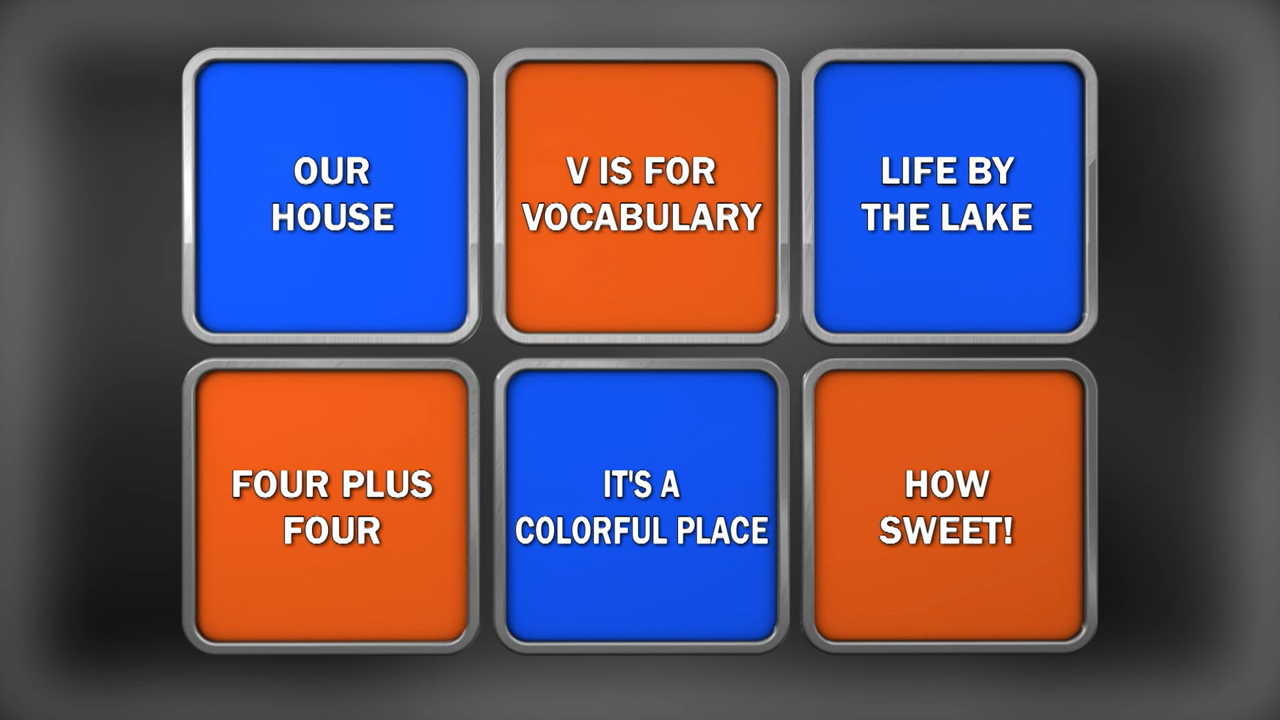 OUR
HOUSE
V IS FOR
VOCABULARY
LIFE BY
THE LAKE
FOUR PLUS
FOUR
IT'S A
COLORFUL PLACE
HOW
SWEET!